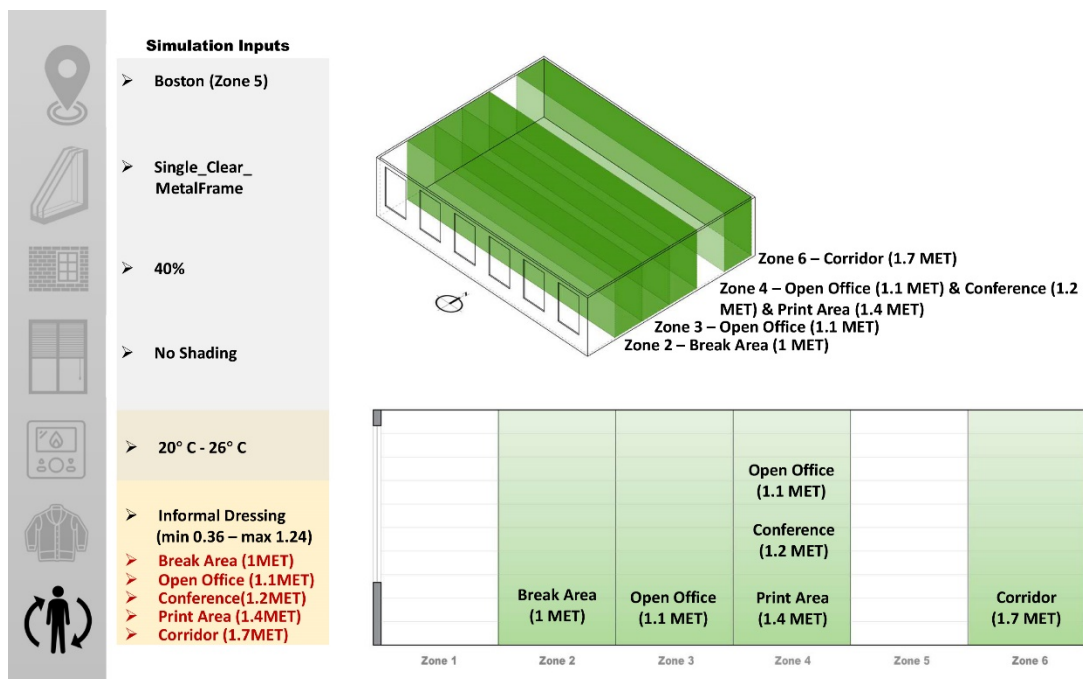 Simulation Inputs
➢ Boston (Zone 5)
➢ Single_Clear_
MetalFrame
➢ 40%
➢ No Shading
➢ 20° C - 26° C
➢ Informal Dressing
(min 0.36 – max 1.24)
➢ Break Area (1MET)
➢ Open Office (1.1MET)
➢ Conference(1.2MET)
➢ Print Area (1.4MET)
➢ Corridor (1.7MET)
Zone 6 – Corridor (1.7 MET)
Zone 4 – Open Office (1.1 MET) & Conference (1.2
MET) & Print Area (1.4 MET)
Zone 3 – Open Office (1.1 MET)
Zone 2 – Break Area (1 MET)
Break Area
(1 MET)
Open Office
(1.1 MET)
Open Office
(1.1 MET)
Conference
(1.2 MET)
Print Area
(1.4 MET)
Corridor
(1.7 MET)
Zone 1
Zone 2
Zone 3
Zone 4
Zone 5
Zone 6